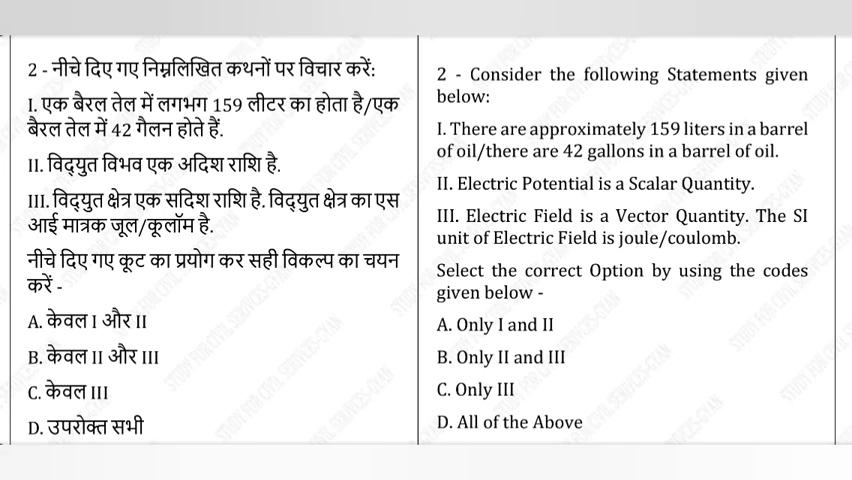 2 - नीचे दिए गए निम्नलिखित कथनों पर विचार करें:
I. एक बैरल तेल में लगभग 159 लीटर का होता है/एक
बैरल तेल में 42 गैलन होते हैं.
II. विद्युत विभव एक अदिश राशि है.
III. विद्युत क्षेत्र एक सदिश राशि है. विद्युत क्षेत्र का एस
आई मात्रक जूल/कूलॉम है.
नीचे दिए गए कूट का प्रयोग कर सही विकल्प का चयन
करें -
A. केवल I और II
B. केवल II और III
C. केवल III
D. उपरोक्त सभी
2 - Consider the following Statements given
below:
I. There are approximately 159 liters in a barrel
of oil/there are 42 gallons in a barrel of oil.
II. Electric Potential is a Scalar Quantity.
III. Electric Field is a Vector Quantity. The SI
unit of Electric Field is joule/coulomb.
Select the correct Option by using the codes
given below -
A. Only I and II
B. Only II and III
C. Only III
D. All of the Above
STUDY FOR CIVIL SERVICES-GYAN